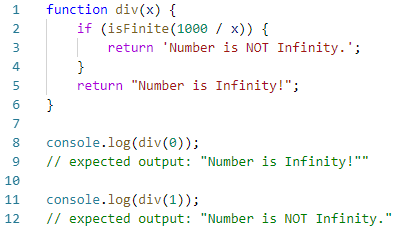 1 function div(x) {
2 if (isFinite(1000 / x)) {
3 return 'Number is NOT Infinity.';
4 }
5 return "Number is Infinity!";
6 }
7
8 console.log(div(0));
9 // expected output: "Number is Infinity!""
10
11 console.log(div(1));
12 // expected output: "Number is NOT Infinity."